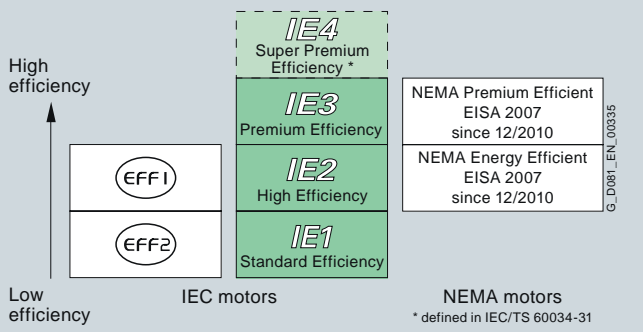 High
efficiency
IE4
Super Premium
Efficiency *
IE3
Premium Efficiency
NEMA Premium Efficient
EISA 2007
since 12/2010
EFF1
IE2
High Efficiency
NEMA Energy Efficient
EISA 2007
since 12/2010
EFF2
IE1
Standard Efficiency
G_D081_EN_00335
Low
efficiency
IEC motors
NEMA motors
* defined in IEC/TS 60034-31